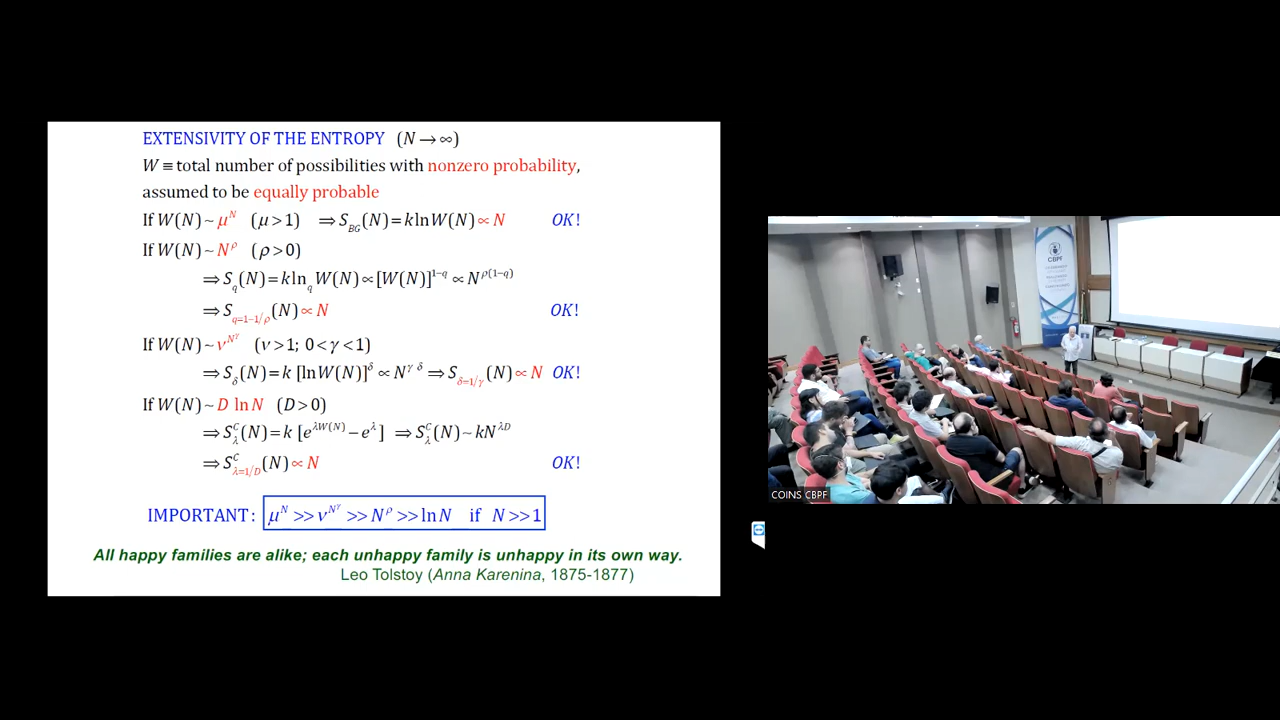 EXTENSIVITY OF THE ENTROPY (N → ∞)
W ≡ total number of possibilities with nonzero probability,
assumed to be equally probable
If W(N) ~ μ^N (μ > 1) ⇒ S_BG(N) = k ln W(N) ∝ N OK!
If W(N) ~ N^ρ (ρ > 0)
⇒ S_q(N) = k ln_q W(N) ∝ [W(N)]^{1−q} ∝ N^{ρ(1−q)}
⇒ S_{q=1−1/ρ}(N) ∝ N OK!
If W(N) ~ ν^{N^γ} (ν > 1; 0 < γ < 1)
⇒ S_δ(N) = k [ln W(N)]^δ ∝ N^{γ δ} ⇒ S_{δ=1/γ}(N) ∝ N OK!
If W(N) ~ D ln N (D > 0)
⇒ S^C_λ(N) = k [e^{λW(N)} − e^λ] ⇒ S^C_λ(N) ~ kN^{λD}
⇒ S^C_{λ=1/D}(N) ∝ N OK!
IMPORTANT: μ^N >> ν^{N^γ} >> N^ρ >> ln N if N >> 1
All happy families are alike; each unhappy family is unhappy in its own way.
Leo Tolstoy (Anna Karenina, 1875-1877)
CBPF
COINS CBPF